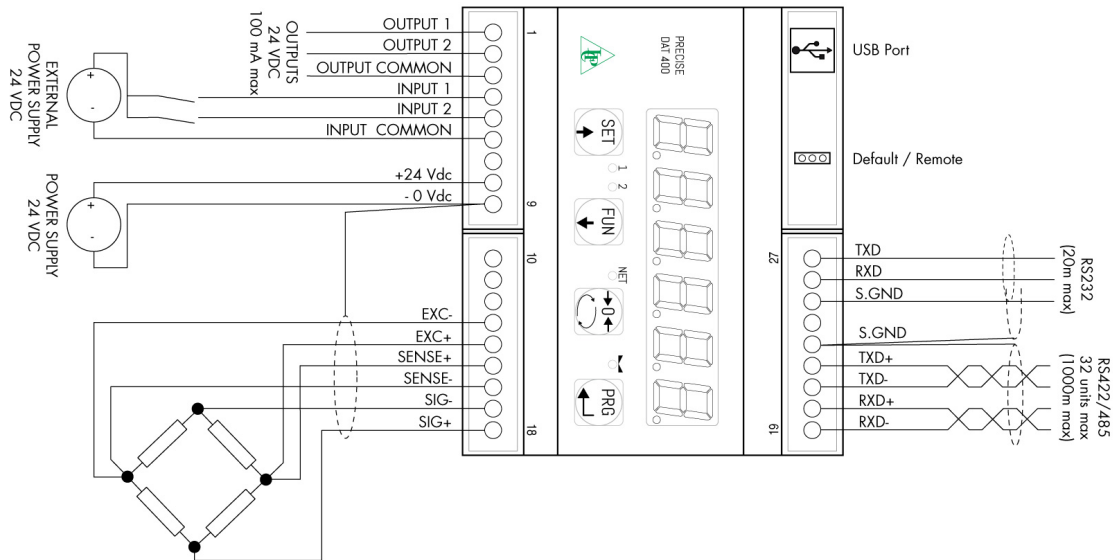 OUTPUT 1
OUTPUT 2
OUTPUT COMMON
INPUT 1
INPUT 2
INPUT COMMON
+24 Vdc
- 0 Vdc
OUTPUTS
24 VDC
100 mA max
EXTERNAL
POWER SUPPLY
24 VDC
+
-
POWER SUPPLY
24 VDC
+
-
EXC-
EXC+
SENSE+
SENSE-
SIG-
SIG+
1
9
10
18
PRECISE
DAT 400
SET
1
2
FUN
NET
0
PRG
USB Port
Default / Remote
27
19
TXD
RXD
S.GND
S.GND
TXD+
TXD-
RXD+
RXD-
RS232
(20m max)
RS422/485
32 units max
(1000m max)